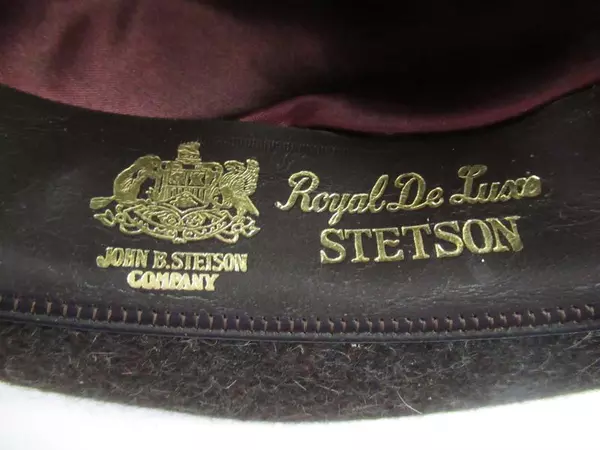 JOHN B. STETSON
COMPANY
Royal De Luxe
STETSON